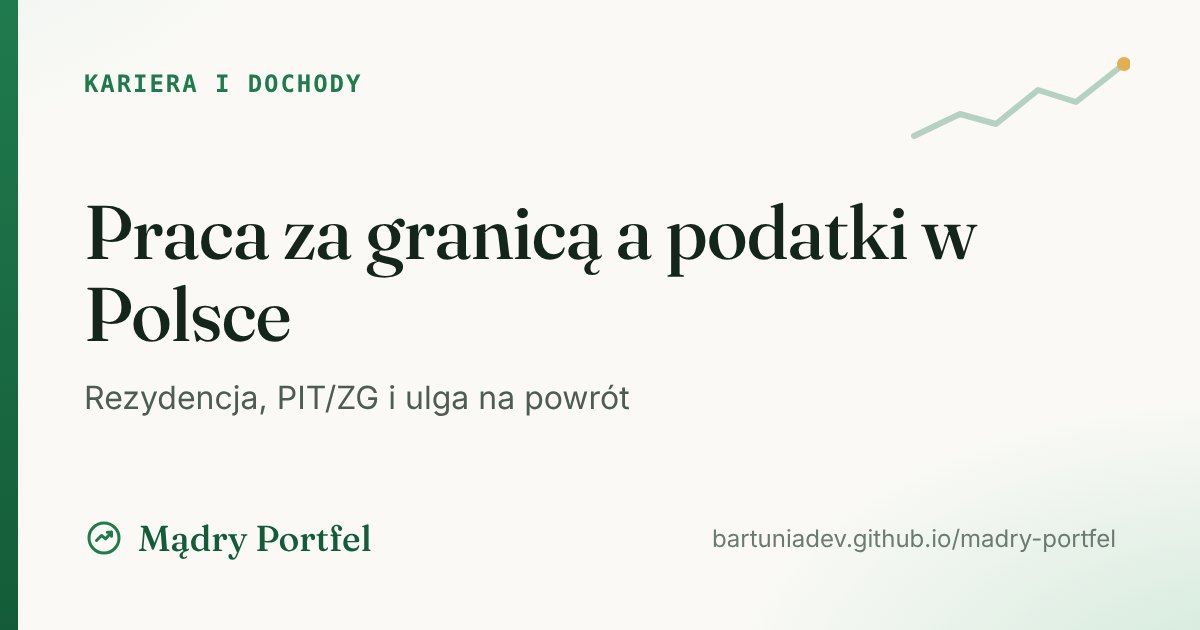 KARIERA I DOCHODY
Praca za granicą a podatki w
Polsce
Rezydencja, PIT/ZG i ulga na powrót
Mądry Portfel
bartuniadev.github.io/madry-portfel